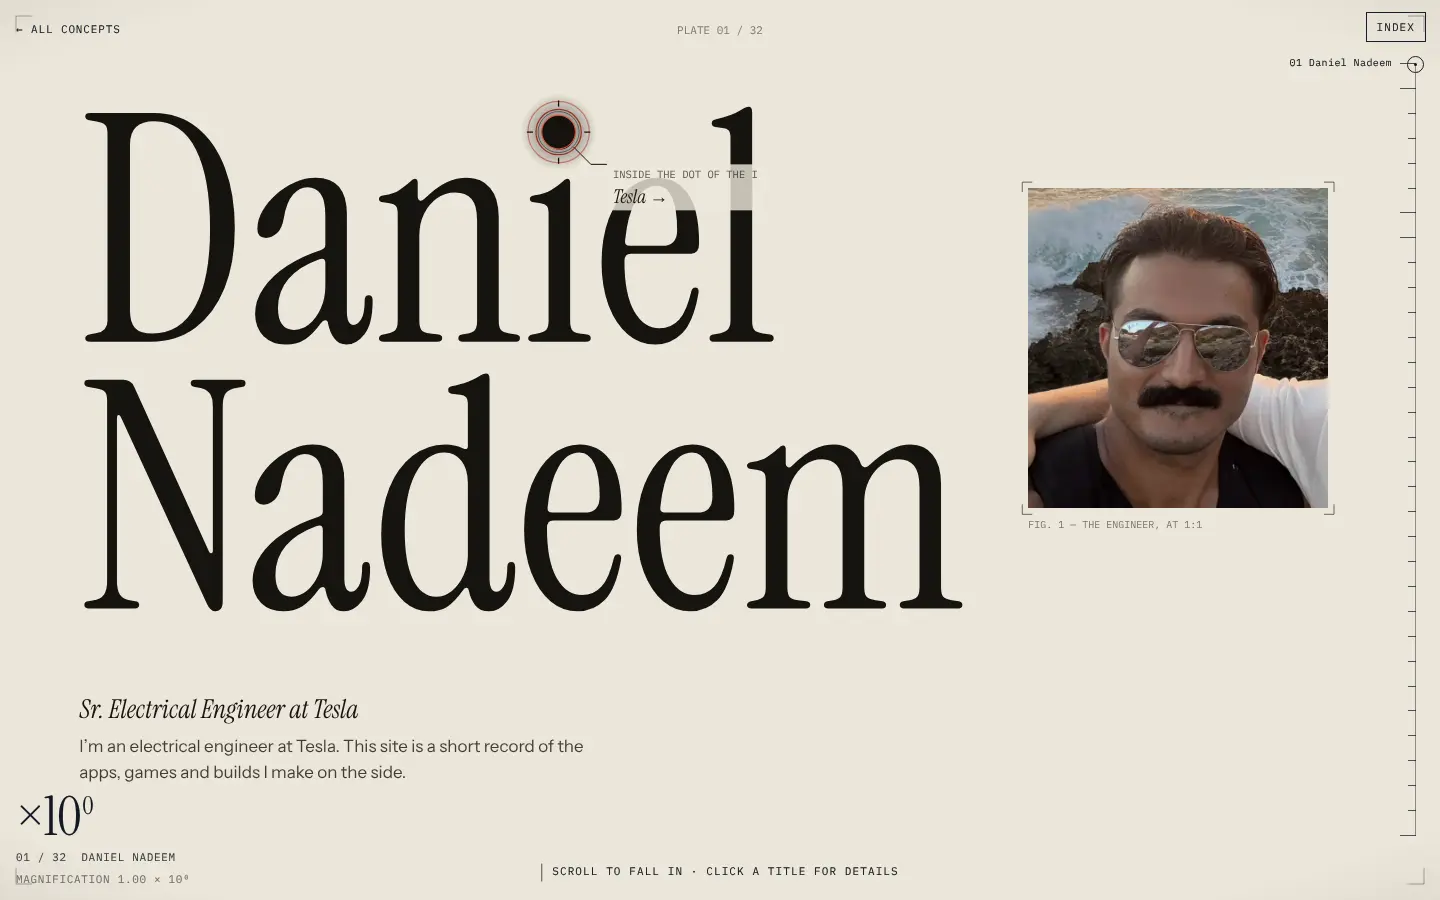 ← ALL CONCEPTS
PLATE 01 / 32
INDEX
01 Daniel Nadeem
Daniel
INSIDE THE DOT OF THE I
Tesla →
Nadeem
FIG. 1 — THE ENGINEER, AT 1:1
Sr. Electrical Engineer at Tesla
I’m an electrical engineer at Tesla. This site is a short record of the
apps, games and builds I make on the side.
×10⁰
01 / 32 DANIEL NADEEM
MAGNIFICATION 1.00 × 10⁰
SCROLL TO FALL IN · CLICK A TITLE FOR DETAILS